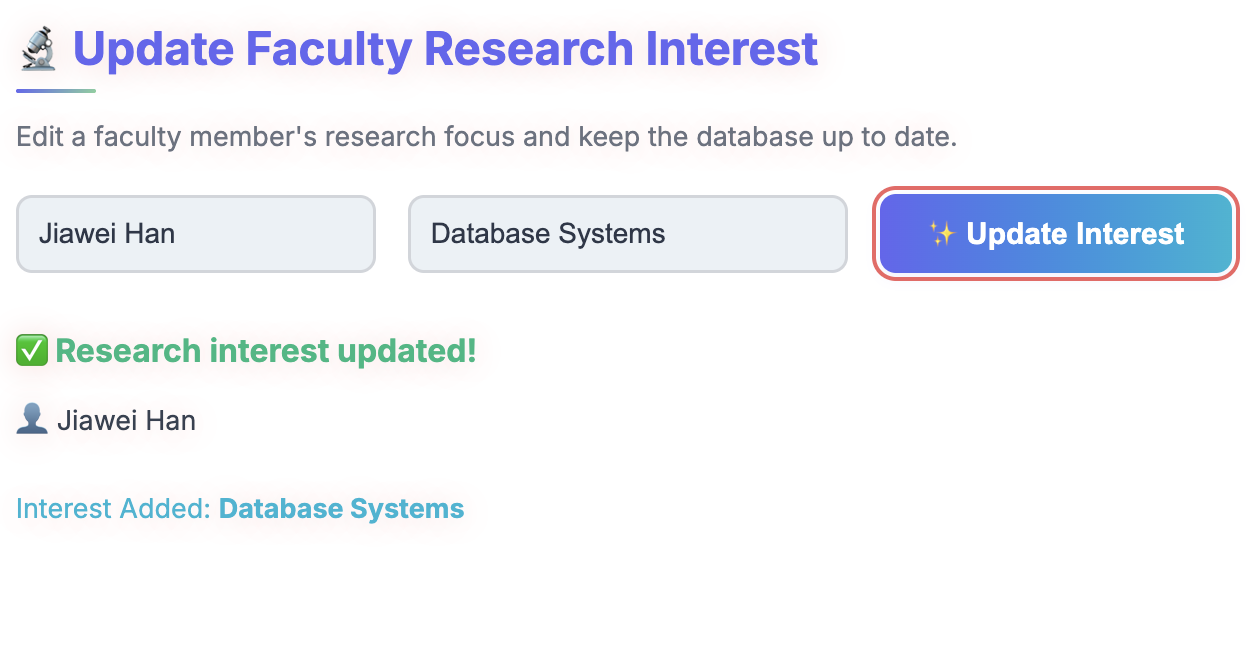 🔬 Update Faculty Research Interest
Edit a faculty member's research focus and keep the database up to date.
Jiawei Han
Database Systems
✨ Update Interest
✅ Research interest updated!
👤 Jiawei Han
Interest Added: Database Systems